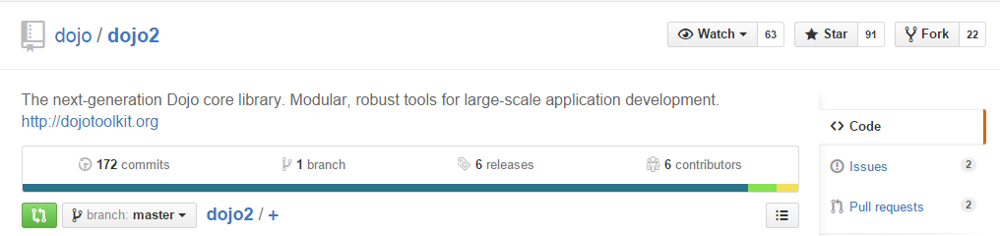 dojo / dojo2
Watch 63 Star 91 Fork 22
The next-generation Dojo core library. Modular, robust tools for large-scale application development.
http://dojotoolkit.org
Code
172 commits 1 branch 6 releases 6 contributors
Issues 2
branch: master dojo2 / +
Pull requests 2